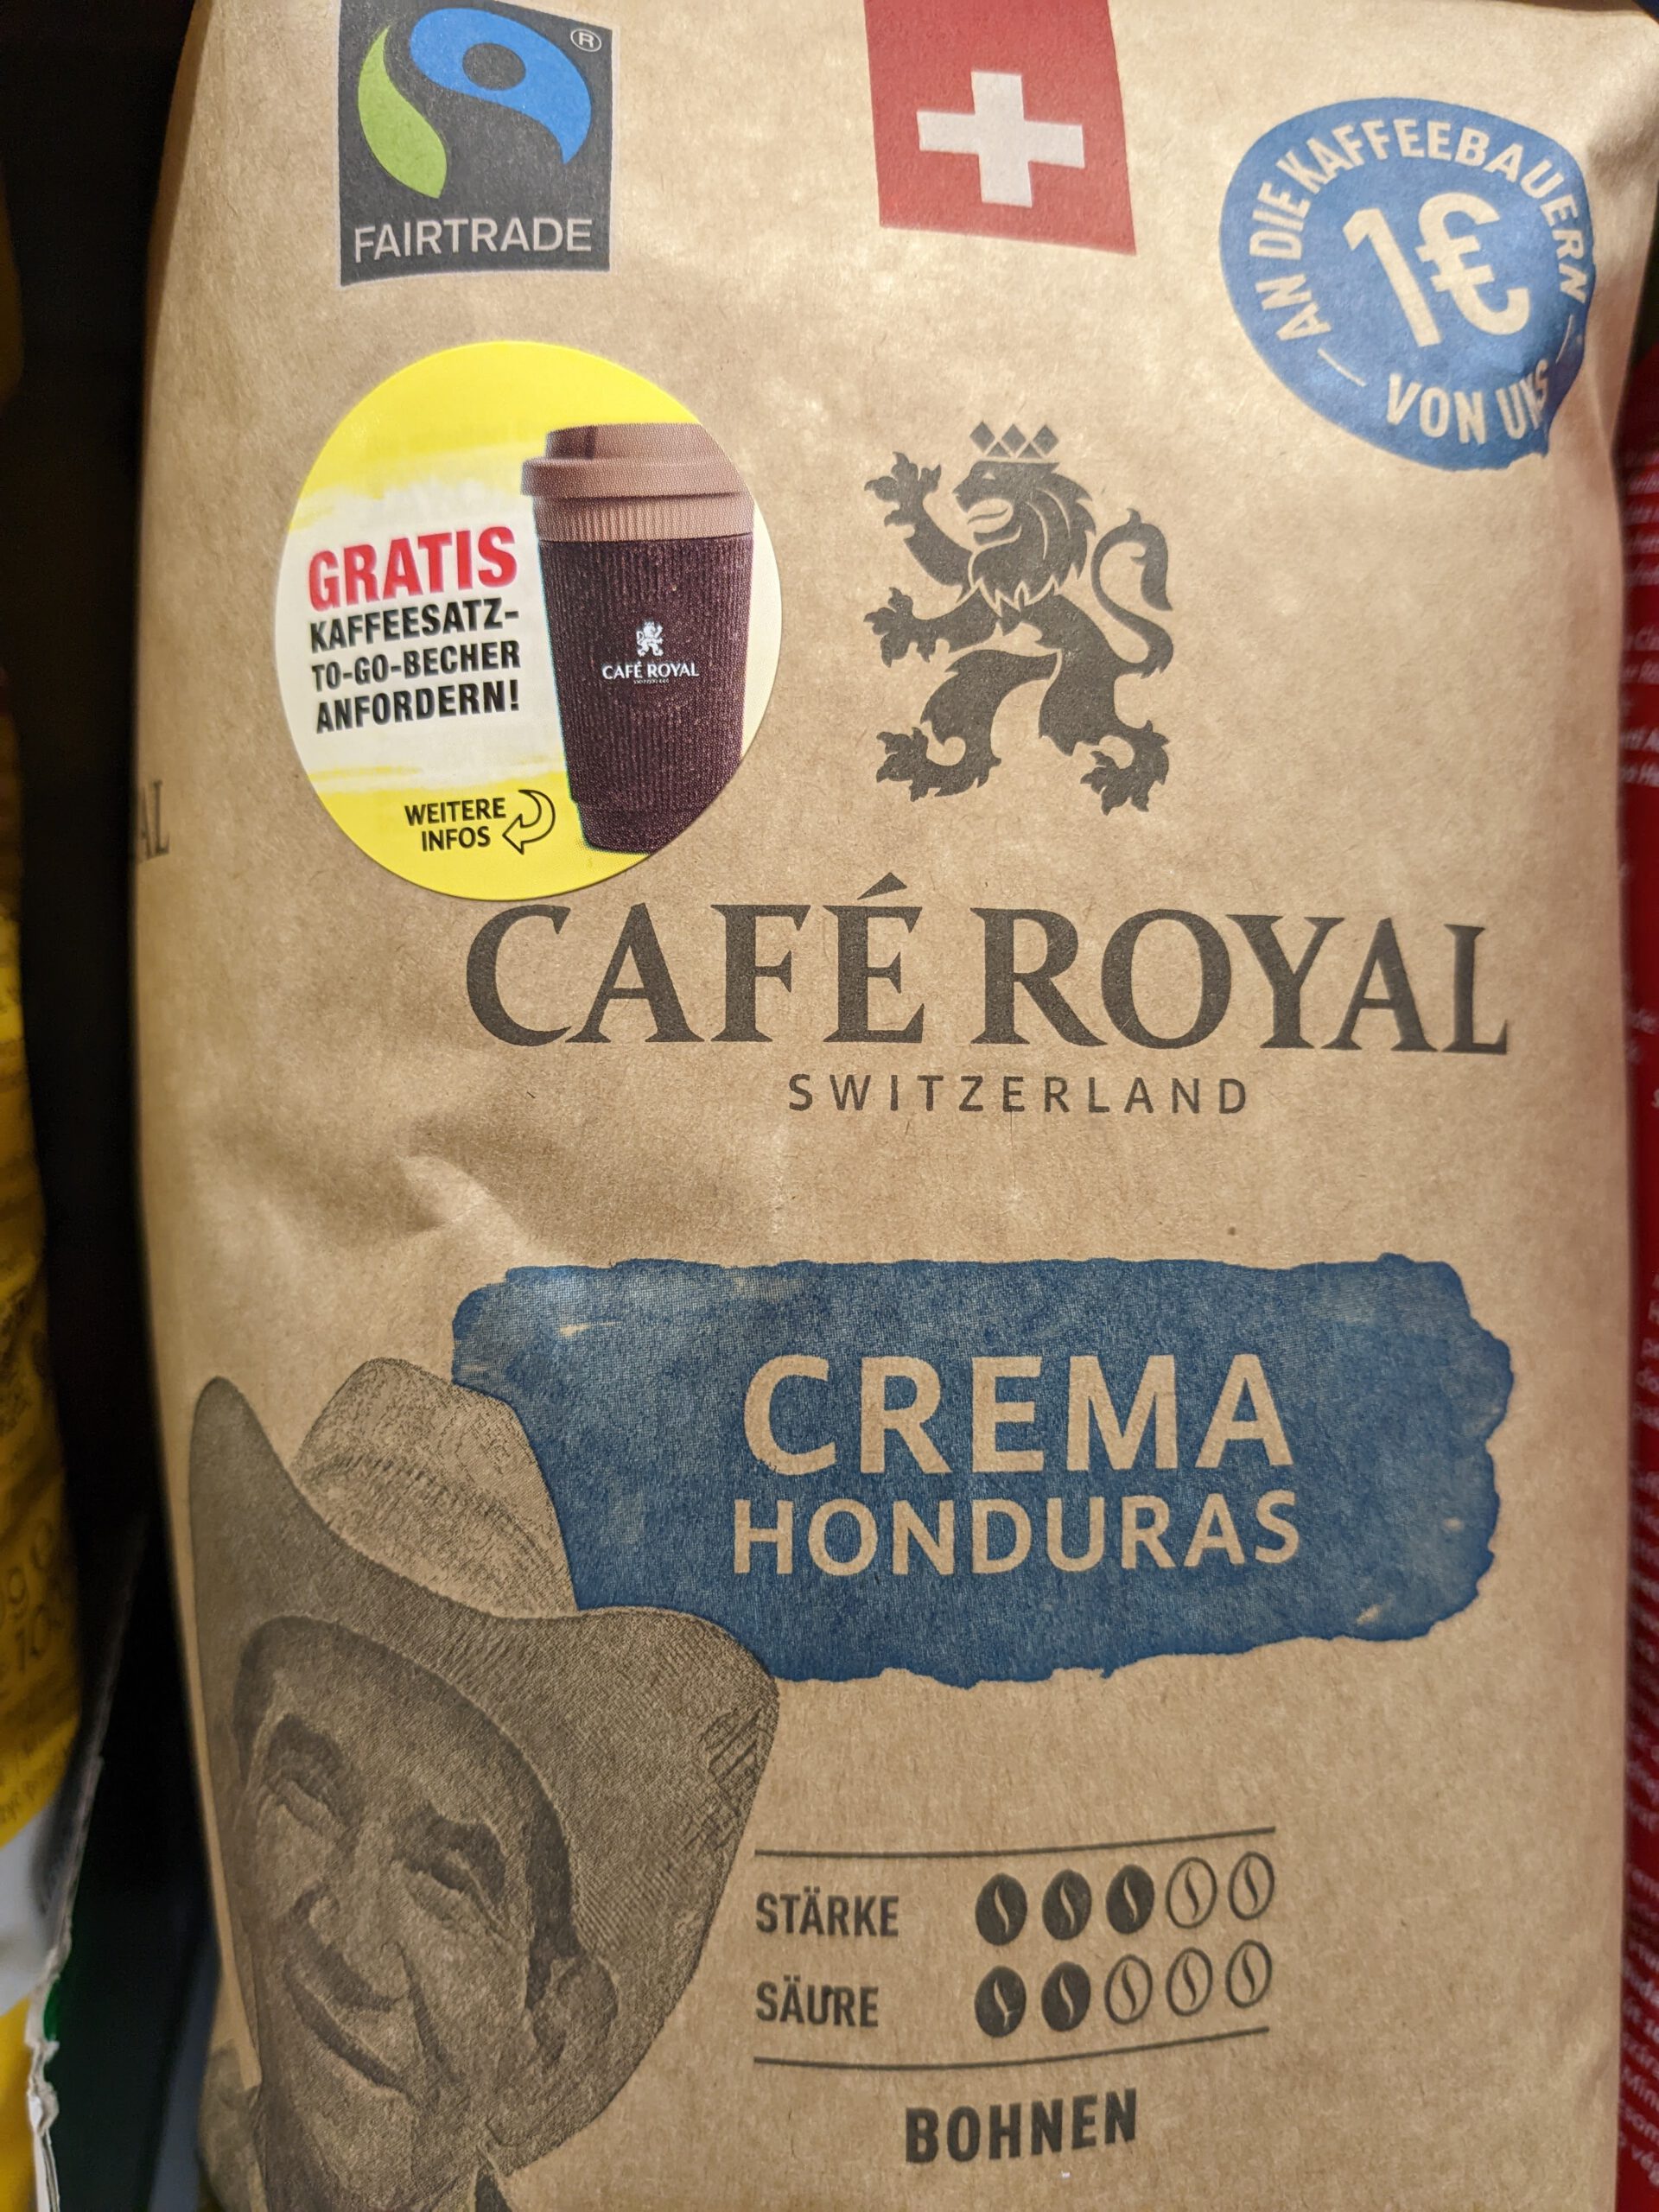 ®
FAIRTRADE
AN DIE KAFFEEBAUERN
1€
VON UNS
GRATIS
KAFFEESATZ-
TO-GO-BECHER
ANFORDERN!
CAFÉ ROYAL
WEITERE
INFOS
CAFÉ ROYAL
SWITZERLAND
CREMA
HONDURAS
STÄRKE
SÄURE
BOHNEN